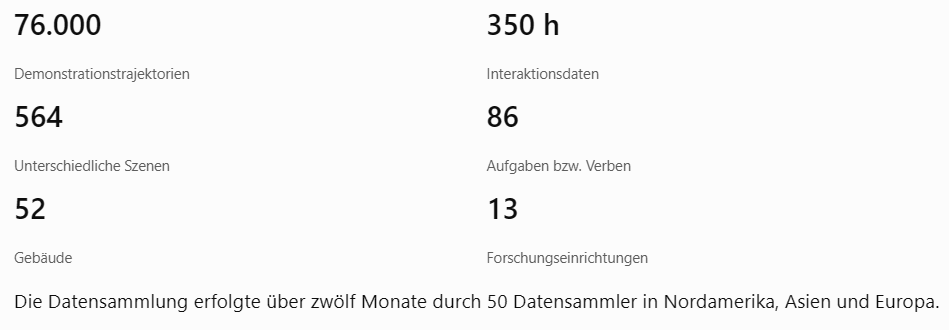 76.000
350 h
Demonstrationstrajektorien
Interaktionsdaten
564
86
Unterschiedliche Szenen
Aufgaben bzw. Verben
52
13
Gebäude
Forschungseinrichtungen
Die Datensammlung erfolgte über zwölf Monate durch 50 Datensammler in Nordamerika, Asien und Europa.